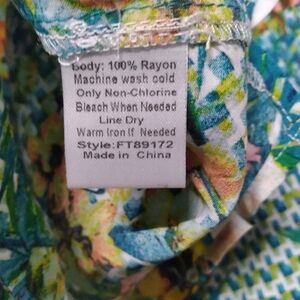 Body: 100% Rayon
Machine wash cold
Only Non-Chlorine
Bleach When Needed
Line Dry
Warm Iron If Needed
Style:FT89172
Made in China